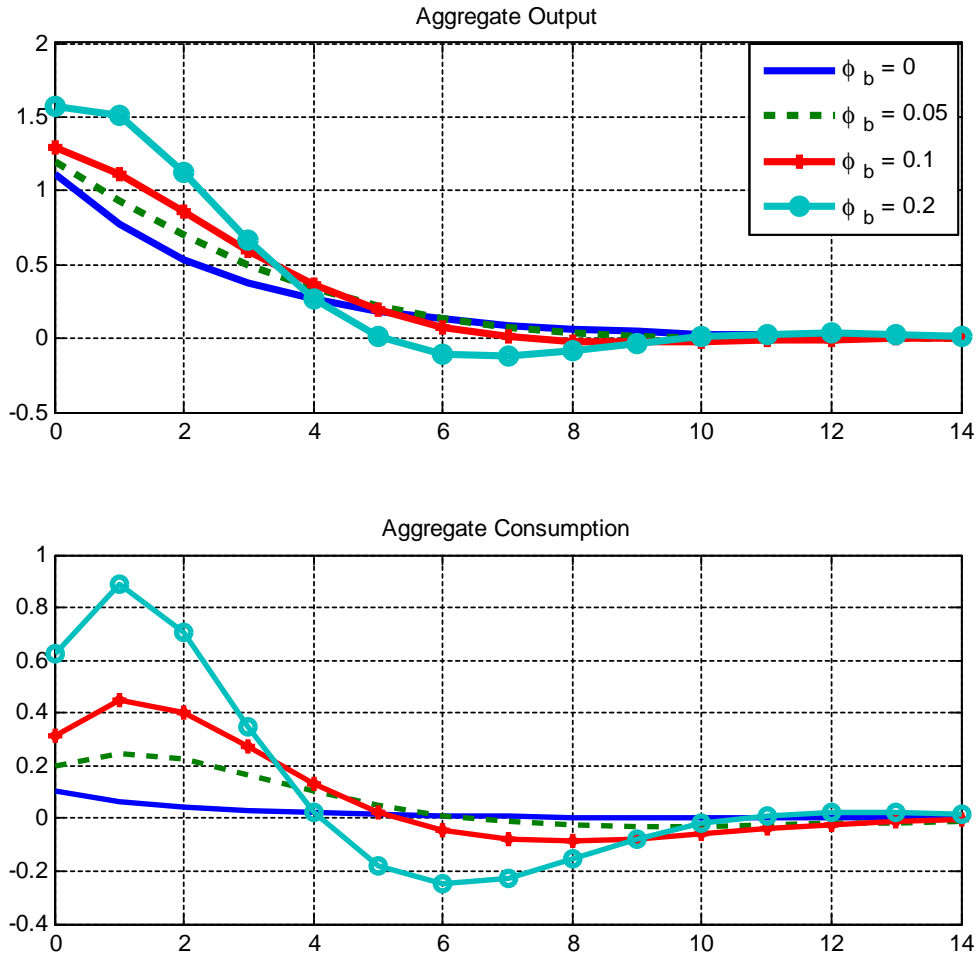 Aggregate Output
2
1.5
1
0.5
0
-0.5
0 2 4 6 8 10 12 14
ϕ b = 0
ϕ b = 0.05
ϕ b = 0.1
ϕ b = 0.2
Aggregate Consumption
1
0.8
0.6
0.4
0.2
0
-0.2
-0.4
0 2 4 6 8 10 12 14